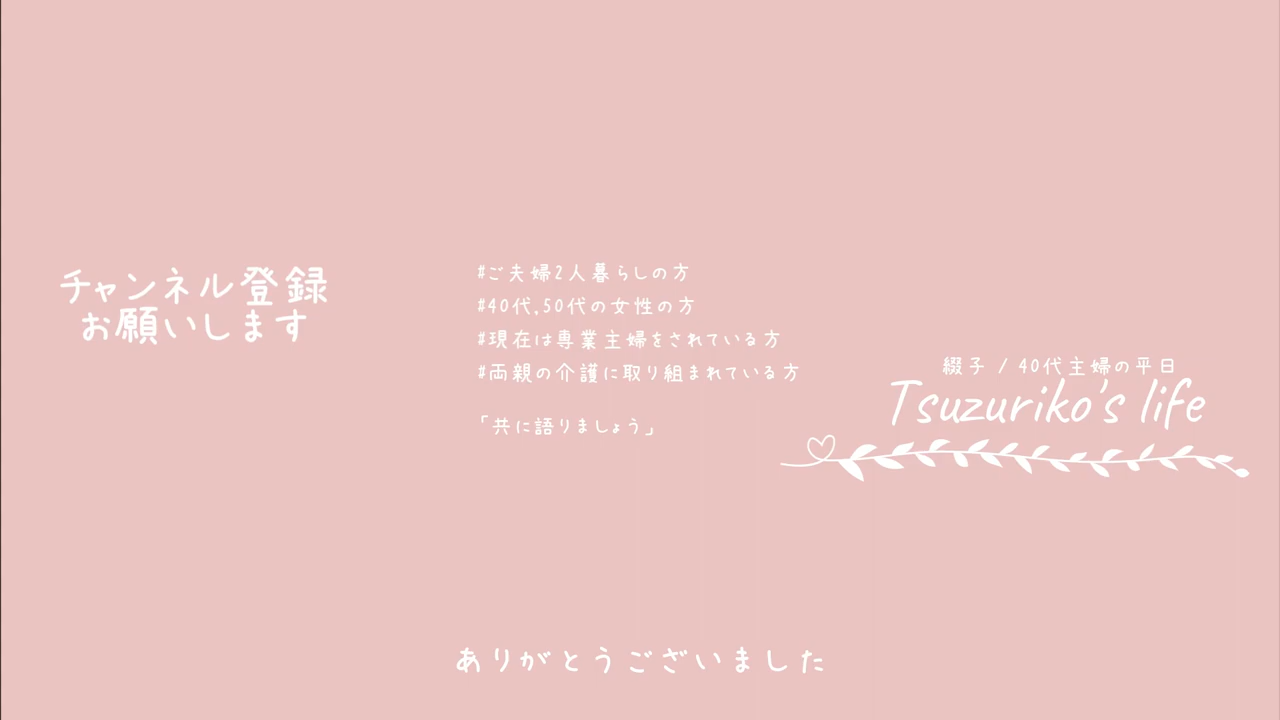 チャンネル登録
お願いします
#ご夫婦2人暮らしの方
#40代,50代の女性の方
#現在は専業主婦をされている方
#両親の介護に取り組まれている方
「共に語りましょう」
綴子 / 40代主婦の平日
Tsuzuriko's life
ありがとうございました